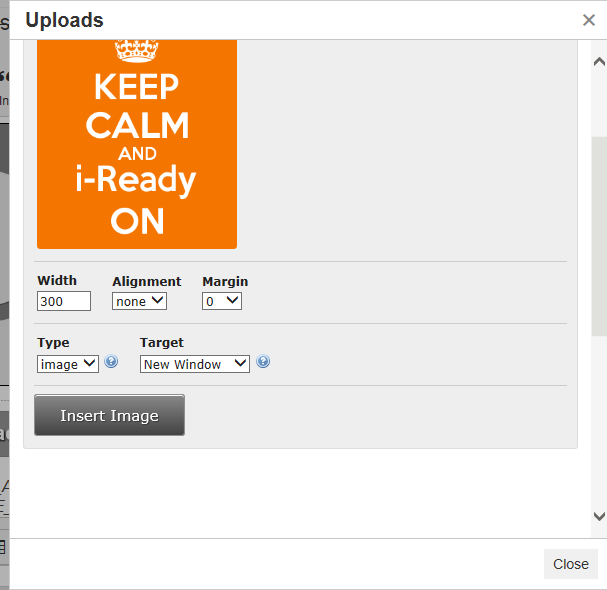 Uploads
KEEP
CALM
AND
i-Ready
ON
Width Alignment Margin
300 none 0
Type Target
image New Window
Insert Image
Close